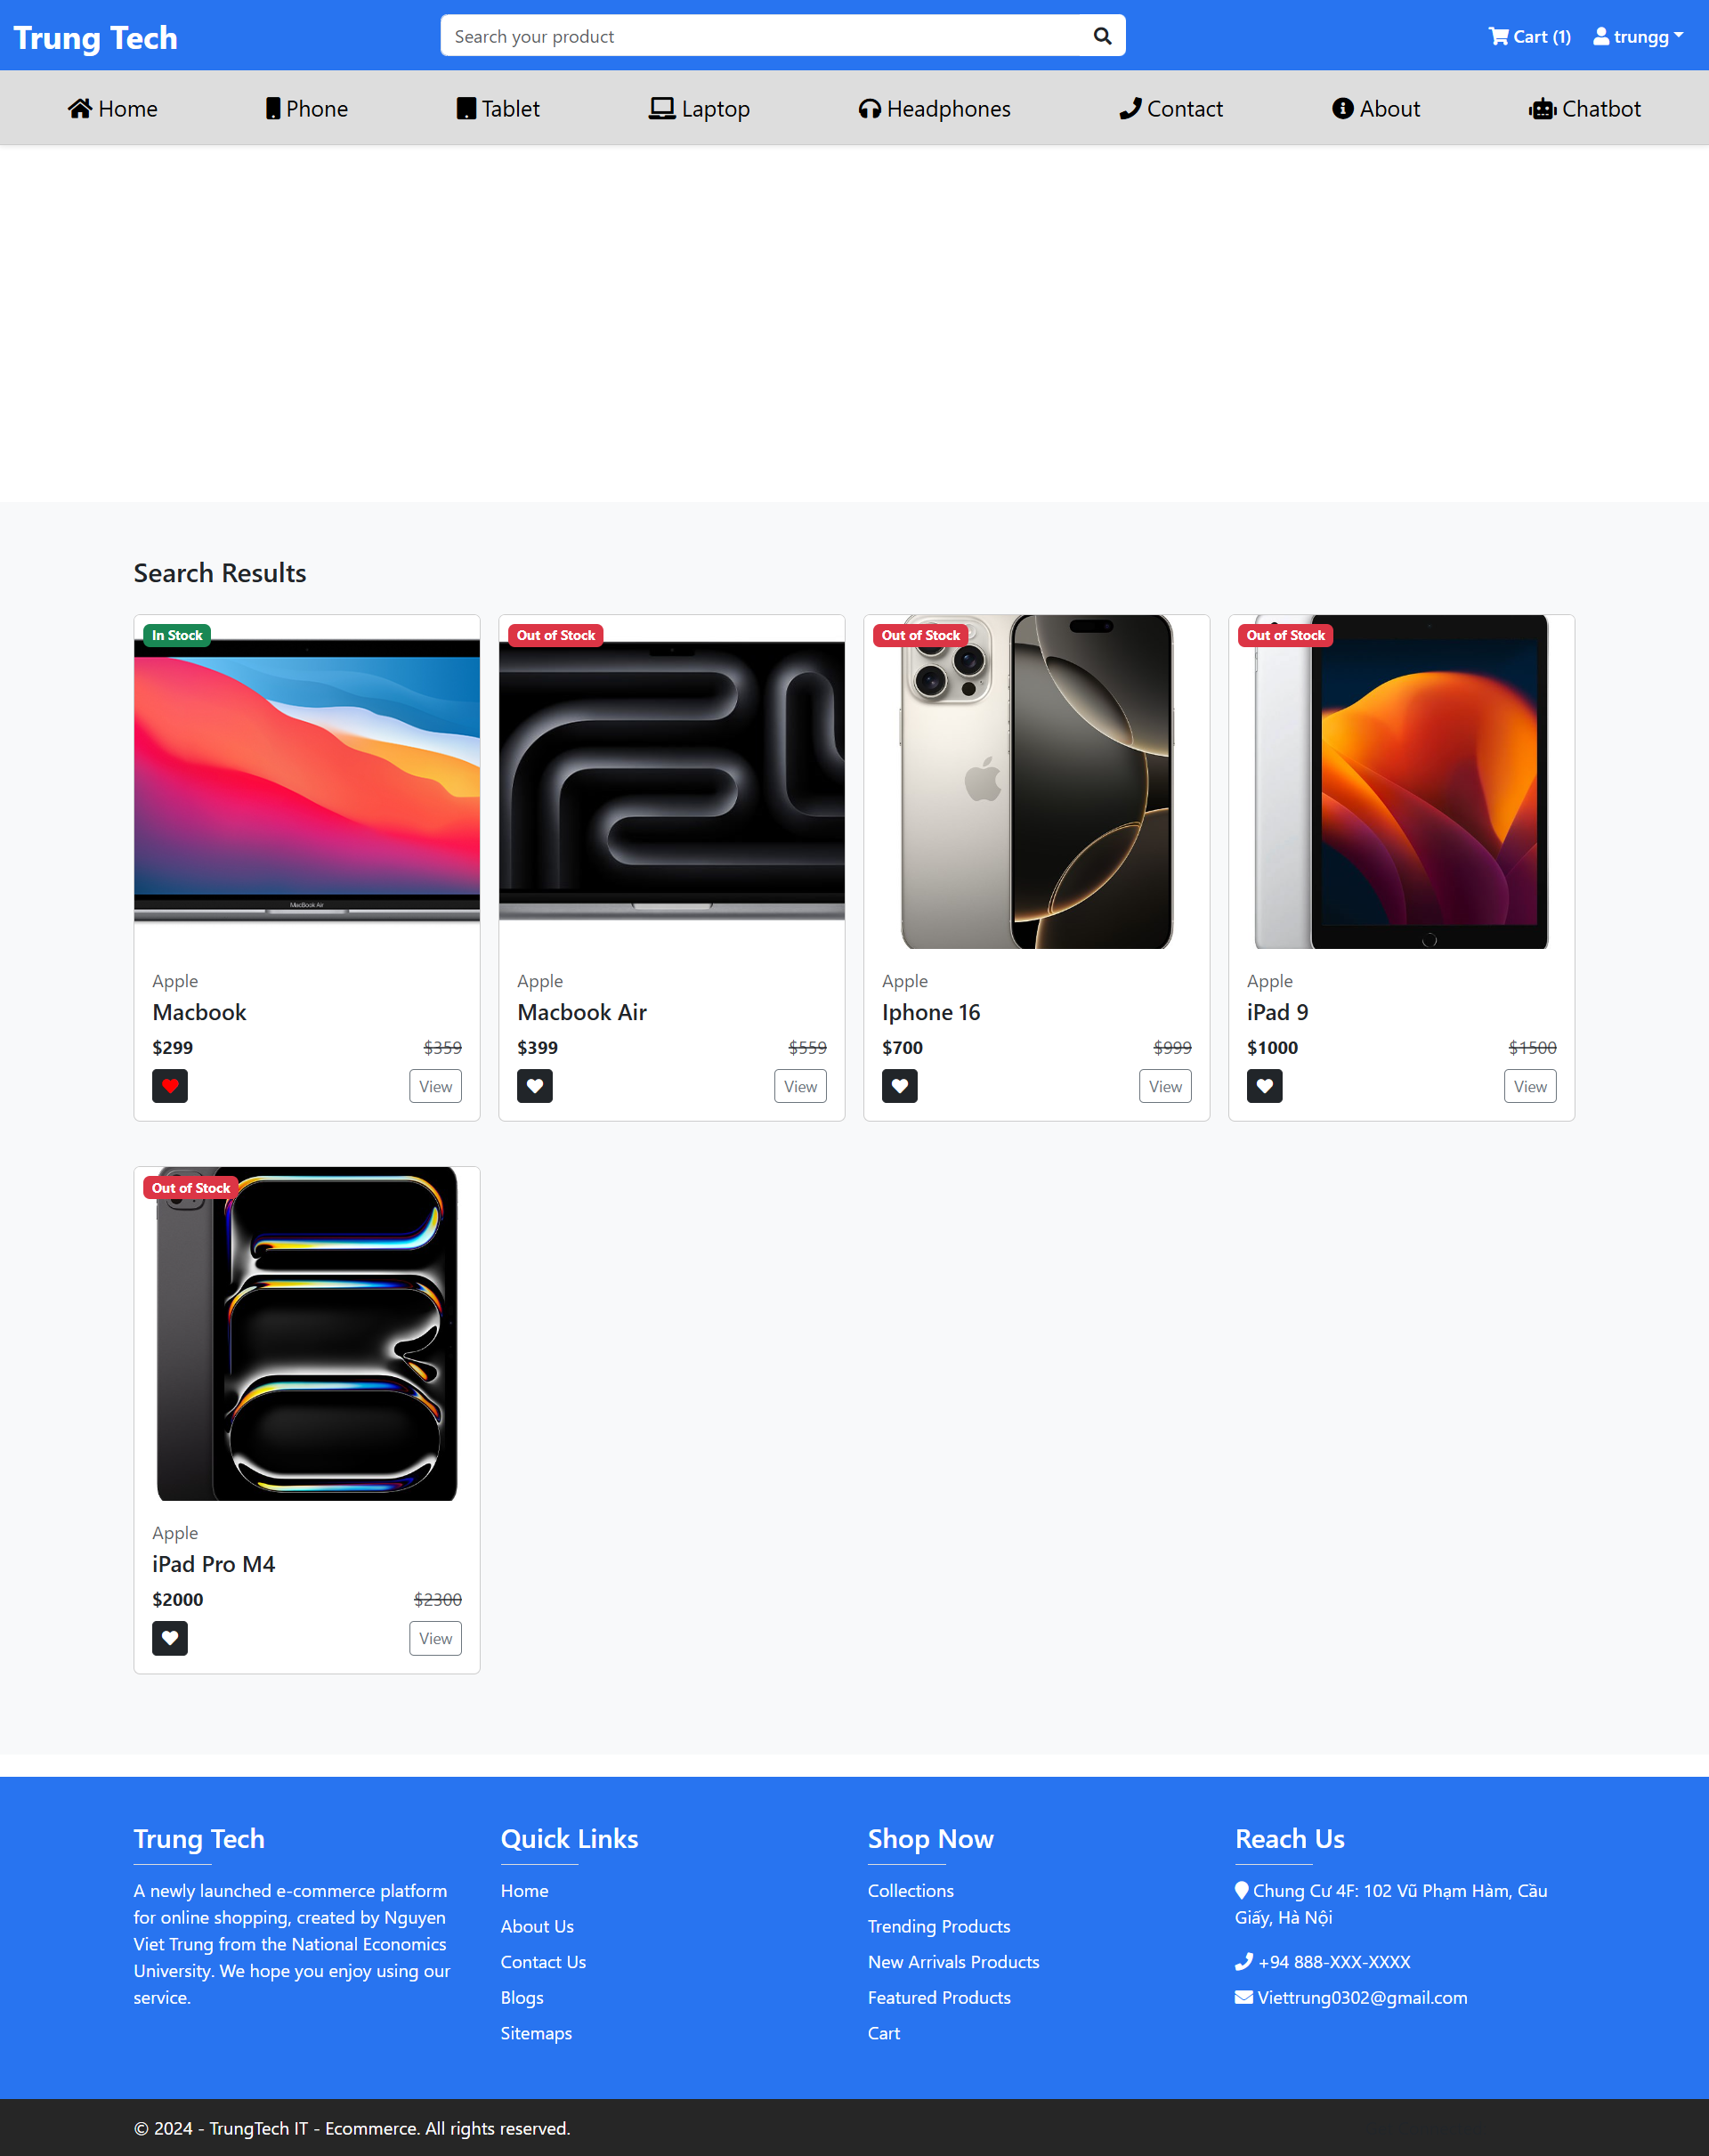 Trung Tech
Search your product
Cart (1)
trungg
Home
Phone
Tablet
Laptop
Headphones
Contact
About
Chatbot
Search Results
In Stock
MacBook Air
Apple
Macbook
$299 $359
View
Out of Stock
Apple
Macbook Air
$399 $559
View
Out of Stock
Apple
Iphone 16
$700 $999
View
Out of Stock
Apple
iPad 9
$1000 $1500
View
Out of Stock
Apple
iPad Pro M4
$2000 $2300
View
Trung Tech
A newly launched e-commerce platform
for online shopping, created by Nguyen
Viet Trung from the National Economics
University. We hope you enjoy using our
service.
Quick Links
Home
About Us
Contact Us
Blogs
Sitemaps
Shop Now
Collections
Trending Products
New Arrivals Products
Featured Products
Cart
Reach Us
Chung Cư 4F: 102 Vũ Phạm Hàm, Cầu
Giấy, Hà Nội
+94 888-XXX-XXXX
Viettrung0302@gmail.com
© 2024 - TrungTech IT - Ecommerce. All rights reserved.